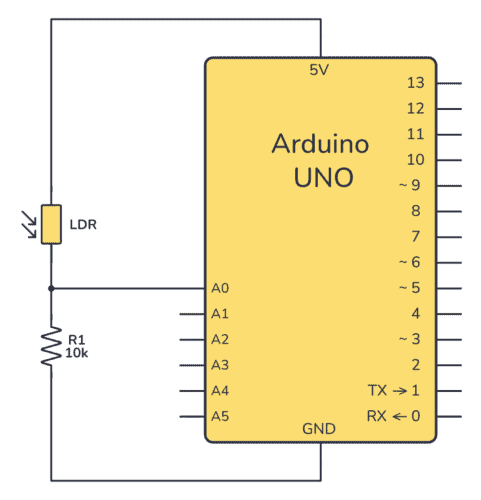 5V
Arduino
UNO
LDR
R1
10k
A0
A1
A2
A3
A4
A5
13
12
11
10
~ 9
8
7
~ 6
~ 5
4
~ 3
2
TX → 1
RX ← 0
GND